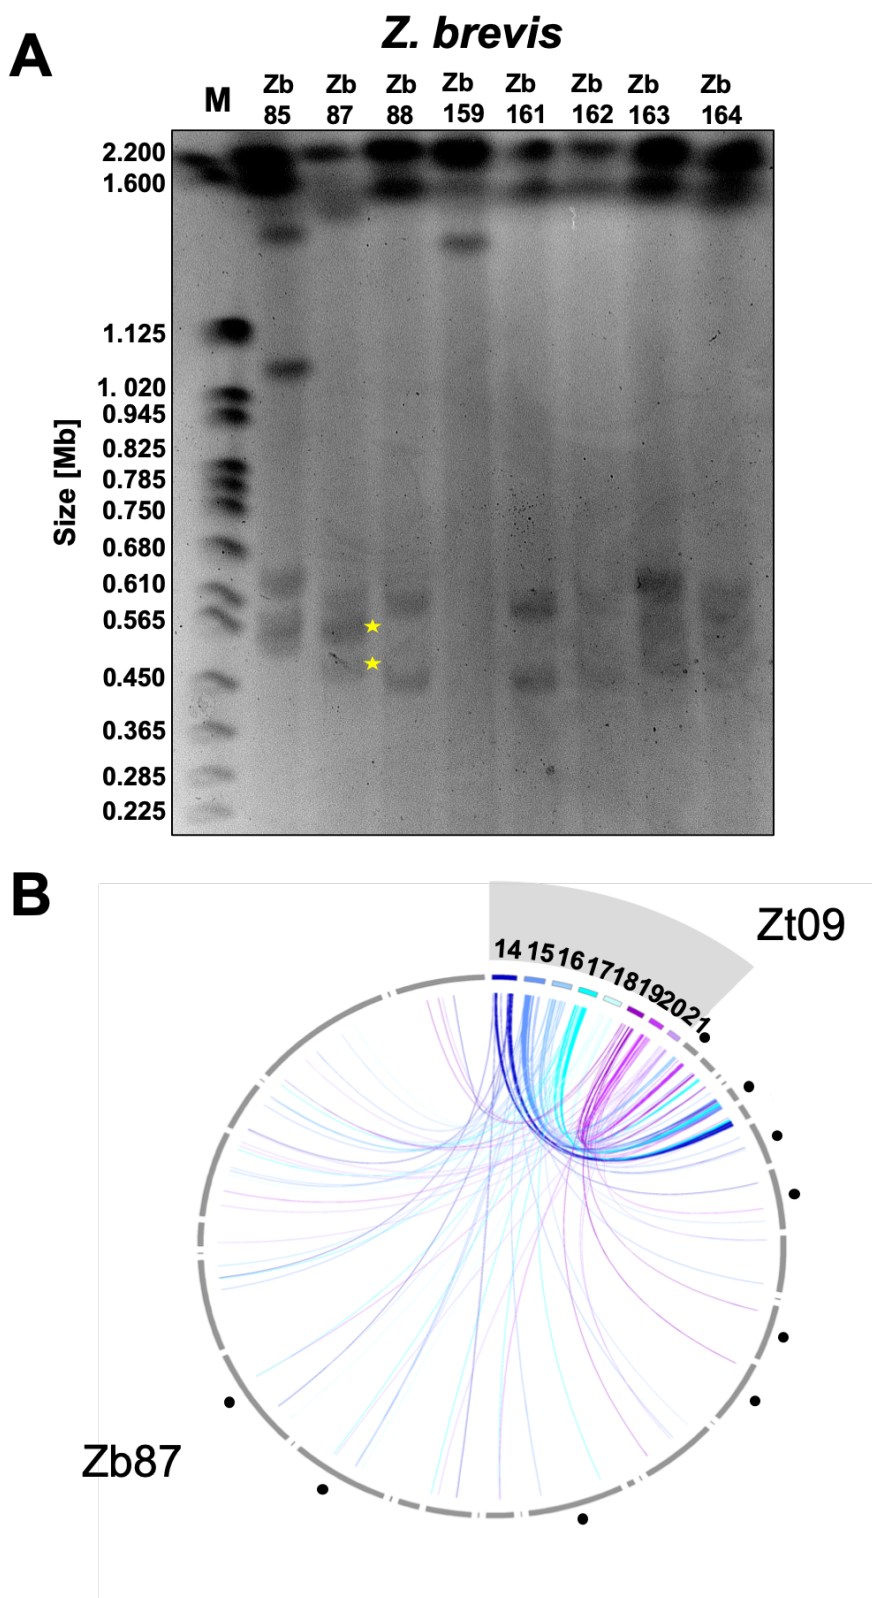 A
Z. brevis
M
Zb 85
Zb 87
Zb 88
Zb 159
Zb 161
Zb 162
Zb 163
Zb 164
2.200
1.600
1.125
1. 020
0.945
0.825
0.785
0.750
0.680
0.610
0.565
0.450
0.365
0.285
0.225
Size [Mb]
B
Zt09
14 15 16 17 18 19 20 21
Zb87